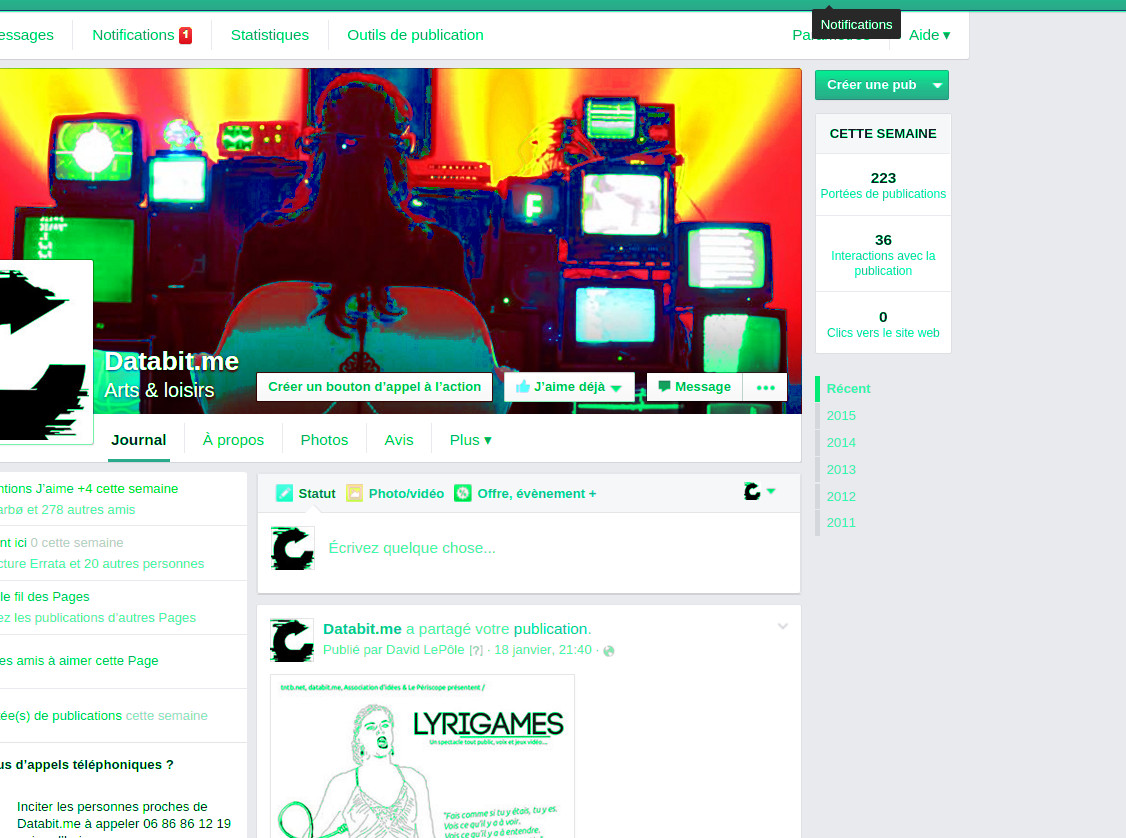 Notifications
essages Notifications 1 Statistiques Outils de publication Paramètres Aide ▾
Créer une pub
CETTE SEMAINE
223
Portées de publications
36
Interactions avec la
publication
0
Clics vers le site web
Récent
2015
2014
2013
2012
2011
F
Databit.me
Arts & loisirs
Créer un bouton d'appel à l'action J'aime déjà Message •••
Journal À propos Photos Avis Plus ▾
ntions J'aime +4 cette semaine
arbø et 278 autres amis
nt ici 0 cette semaine
cture Errata et 20 autres personnes
le fil des Pages
ez les publications d'autres Pages
es amis à aimer cette Page
ée(s) de publications cette semaine
us d'appels téléphoniques ?
Inciter les personnes proches de
Databit.me à appeler 06 86 86 12 19
Statut Photo/vidéo Offre, évènement +
Écrivez quelque chose...
Databit.me a partagé votre publication.
Publié par David LePôle [?] · 18 janvier, 21:40 ·
tntb.net, databit.me, Association d'idées & Le Périscope présentent /
LYRIGAMES
Un spectacle tout public, voix et jeux vidéo...
"Fais comme si tu y étais, tu y es.
Vois ce qu'il y a à voir.
Vois ce qu'il y a à entendre.